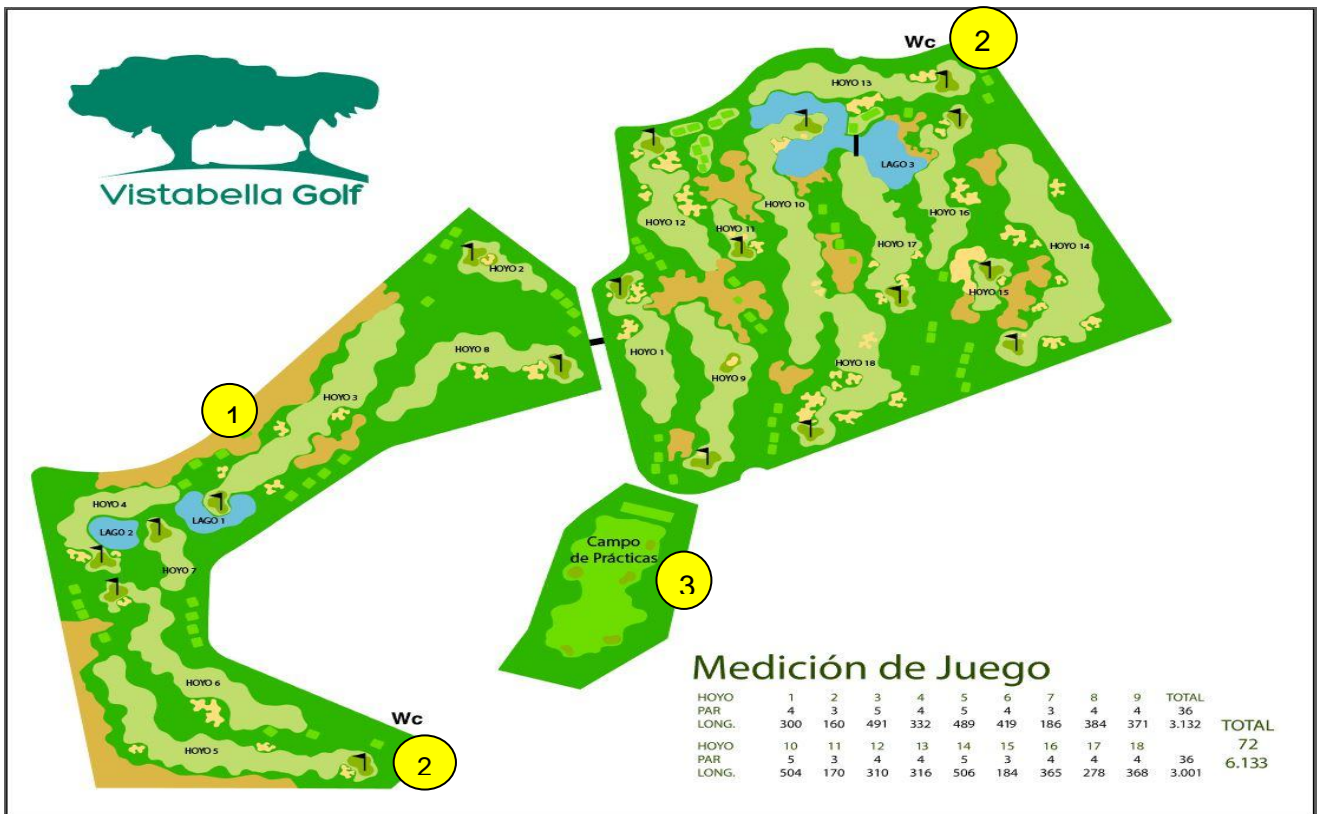 Wc
2
Vistabella Golf
HOYO 13
LAGO 3
HOYO 12
HOYO 11
HOYO 10
HOYO 16
HOYO 17
HOYO 14
HOYO 2
HOYO 15
HOYO 8
HOYO 1
HOYO 9
HOYO 18
HOYO 3
1
HOYO 4
LAGO 1
LAGO 2
HOYO 7
Campo
de Prácticas
3
HOYO 6
HOYO 5
Wc
2
Medición de Juego
HOYO 1 2 3 4 5 6 7 8 9 TOTAL
PAR 4 3 5 4 5 4 3 4 4 36
LONG. 300 160 491 332 489 419 186 384 371 3.132
HOYO 10 11 12 13 14 15 16 17 18
PAR 5 3 4 4 5 3 4 4 4 36
LONG. 504 170 310 316 506 184 365 278 368 3.001
TOTAL
72
6.133